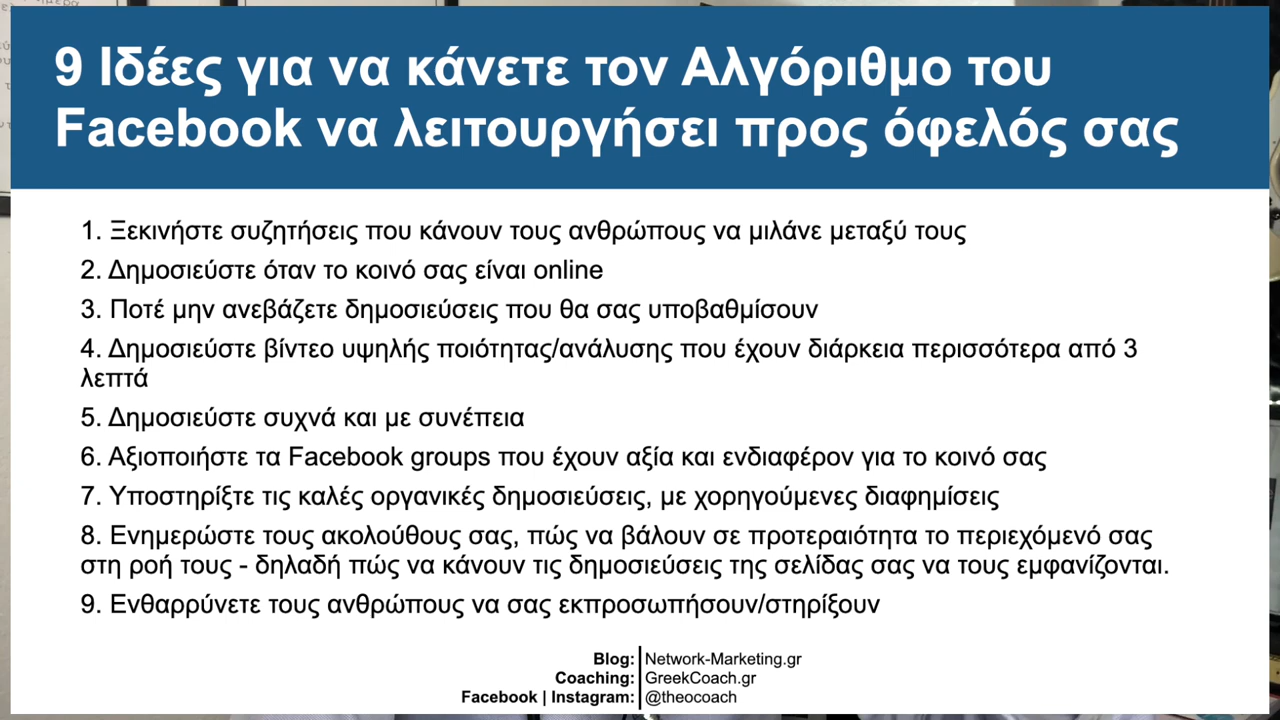 9 Ιδέες για να κάνετε τον Αλγόριθμο του
Facebook να λειτουργήσει προς όφελός σας
1. Ξεκινήστε συζητήσεις που κάνουν τους ανθρώπους να μιλάνε μεταξύ τους
2. Δημοσιεύστε όταν το κοινό σας είναι online
3. Ποτέ μην ανεβάζετε δημοσιεύσεις που θα σας υποβαθμίσουν
4. Δημοσιεύστε βίντεο υψηλής ποιότητας/ανάλυσης που έχουν διάρκεια περισσότερα από 3
λεπτά
5. Δημοσιεύστε συχνά και με συνέπεια
6. Αξιοποιήστε τα Facebook groups που έχουν αξία και ενδιαφέρον για το κοινό σας
7. Υποστηρίξτε τις καλές οργανικές δημοσιεύσεις, με χορηγούμενες διαφημίσεις
8. Ενημερώστε τους ακολούθους σας, πώς να βάλουν σε προτεραιότητα το περιεχόμενό σας
στη ροή τους - δηλαδή πώς να κάνουν τις δημοσιεύσεις της σελίδας σας να τους εμφανίζονται.
9. Ενθαρρύνετε τους ανθρώπους να σας εκπροσωπήσουν/στηρίξουν
Blog: Network-Marketing.gr
Coaching: GreekCoach.gr
Facebook | Instagram: @theocoach